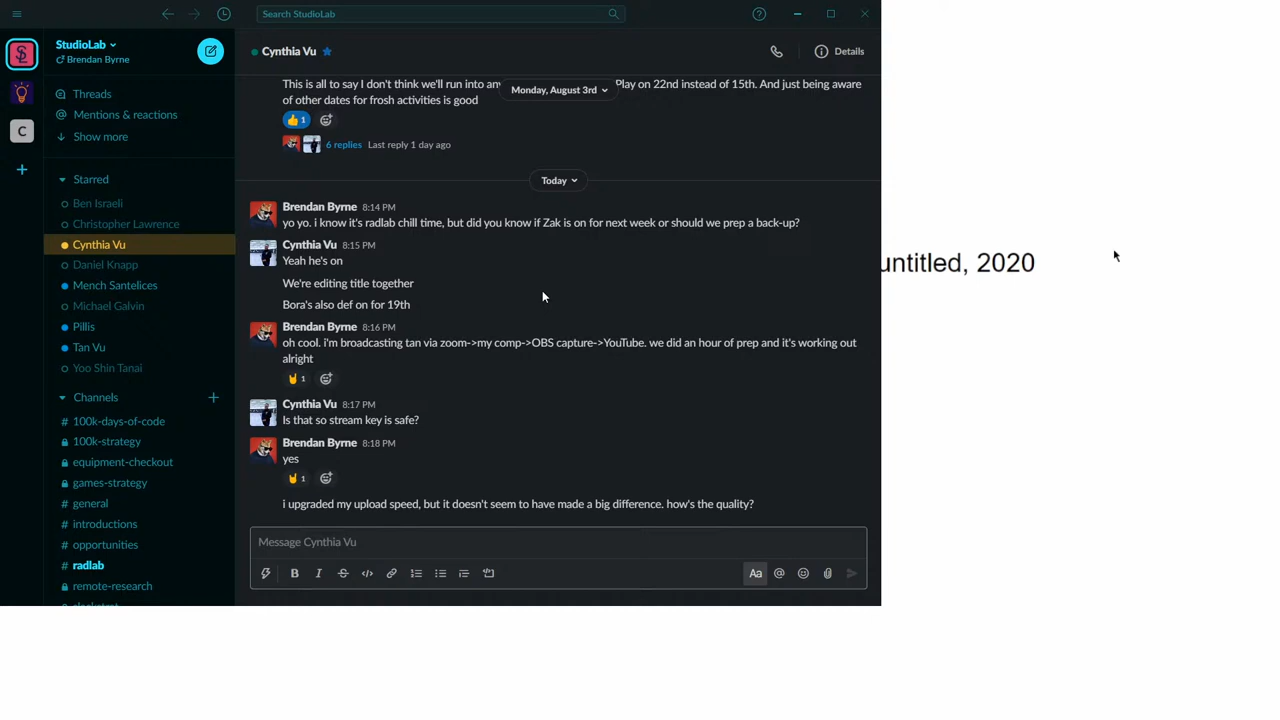 Search StudioLab
StudioLab
Brendan Byrne
Cynthia Vu
Details
C
Threads
Mentions & reactions
Show more
Starred
Ben Israeli
Christopher Lawrence
Cynthia Vu
Daniel Knapp
Mench Santelices
Michael Galvin
Pillis
Tan Vu
Yoo Shin Tanai
Channels
# 100k-days-of-code
100k-strategy
equipment-checkout
games-strategy
# general
# introductions
# opportunities
# radlab
remote-research
This is all to say I don't think we'll run into any Play on 22nd instead of 15th. And just being aware
Monday, August 3rd
of other dates for frosh activities is good
1
6 replies Last reply 1 day ago
Today
Brendan Byrne 8:14 PM
yo yo. i know it's radlab chill time, but did you know if Zak is on for next week or should we prep a back-up?
Cynthia Vu 8:15 PM
Yeah he's on
We're editing title together
Bora's also def on for 19th
Brendan Byrne 8:16 PM
oh cool. i'm broadcasting tan via zoom->my comp->OBS capture->YouTube. we did an hour of prep and it's working out
alright
1
Cynthia Vu 8:17 PM
Is that so stream key is safe?
Brendan Byrne 8:18 PM
yes
1
i upgraded my upload speed, but it doesn't seem to have made a big difference. how's the quality?
Message Cynthia Vu
B I S Aa @
untitled, 2020